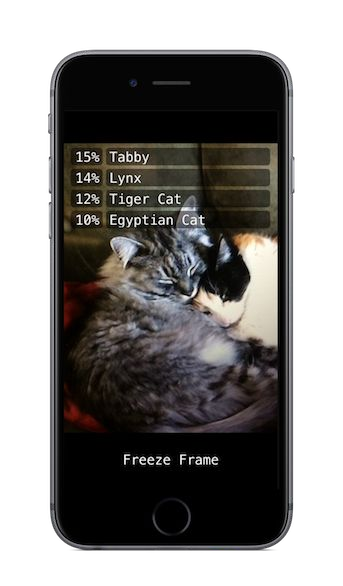 15% Tabby
14% Lynx
12% Tiger Cat
10% Egyptian Cat
Freeze Frame